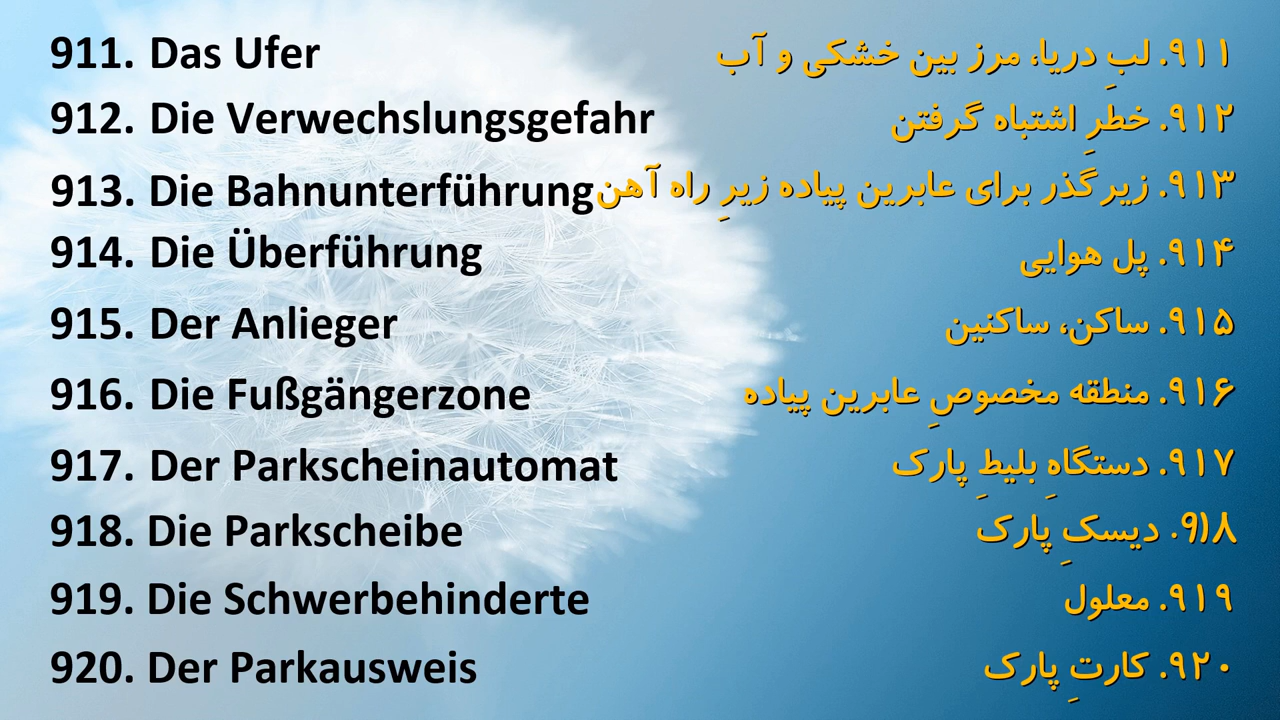 911. Das Ufer ۹۱۱. لبِ دریا، مرز بین خشکی و آب
912. Die Verwechslungsgefahr ۹۱۲. خطرِ اشتباه گرفتن
913. Die Bahnunterführung ۹۱۳. زیرگذر برای عابرین پیاده زیرِ راه آهن
914. Die Überführung ۹۱۴. پل هوایی
915. Der Anlieger ۹۱۵. ساکن، ساکنین
916. Die Fußgängerzone ۹۱۶. منطقه مخصوصِ عابرین پیاده
917. Der Parkscheinautomat ۹۱۷. دستگاهِ بلیطِ پارک
918. Die Parkscheibe ۹۱۸. دیسکِ پارک
919. Die Schwerbehinderte ۹۱۹. معلول
920. Der Parkausweis ۹۲۰. کارتِ پارک